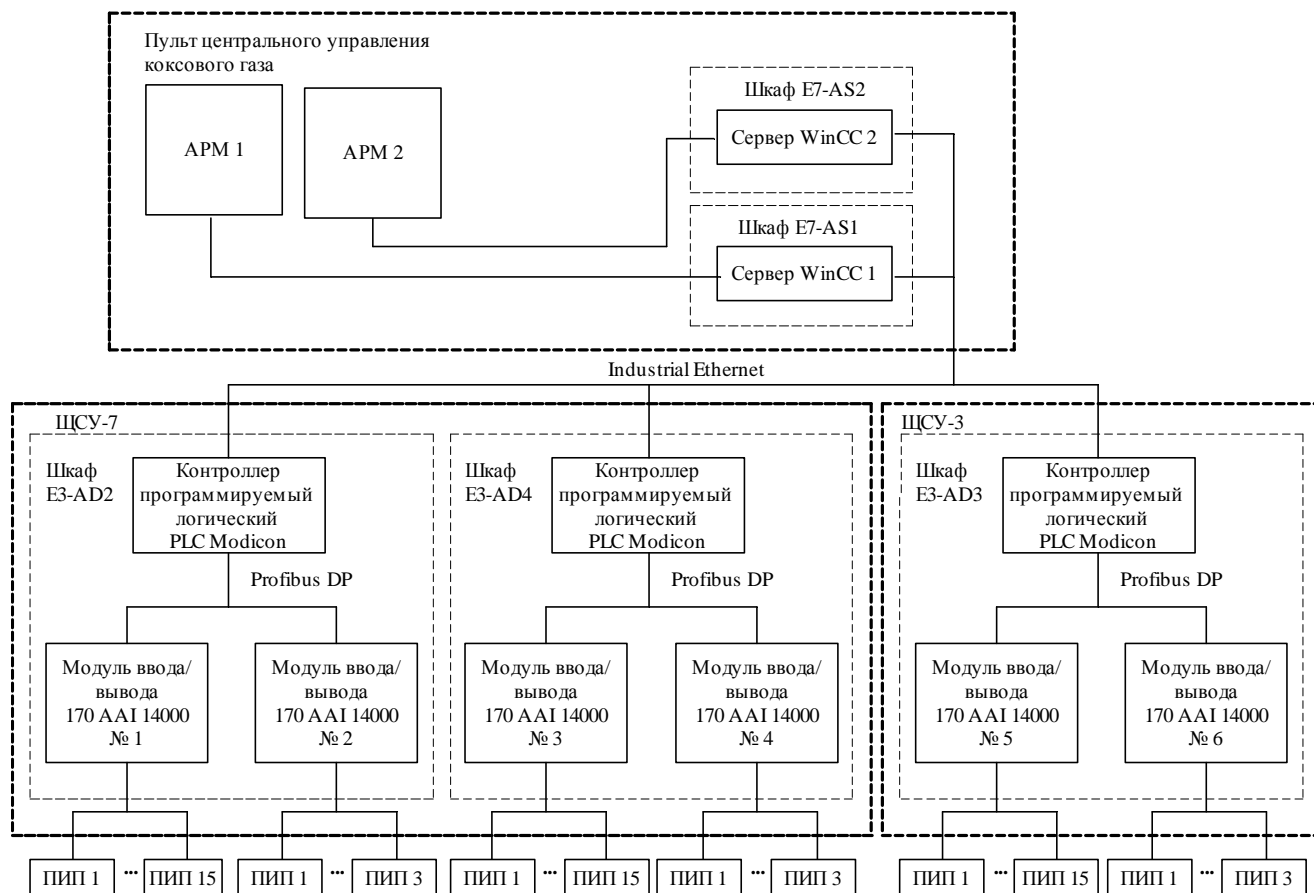 Пульт центрального управления
коксового газа
АРМ 1
АРМ 2
Шкаф E7-AS2
Сервер WinCC 2
Шкаф E7-AS1
Сервер WinCC 1
Industrial Ethernet
ЩСУ-7
Шкаф
E3-AD2
Контроллер
программируемый
логический
PLC Modicon
Profibus DP
Модуль ввода/
вывода
170 AAI 14000
№ 1
Модуль ввода/
вывода
170 AAI 14000
№ 2
Шкаф
E3-AD4
Контроллер
программируемый
логический
PLC Modicon
Profibus DP
Модуль ввода/
вывода
170 AAI 14000
№ 3
Модуль ввода/
вывода
170 AAI 14000
№ 4
ЩСУ-3
Шкаф
E3-AD3
Контроллер
программируемый
логический
PLC Modicon
Profibus DP
Модуль ввода/
вывода
170 AAI 14000
№ 5
Модуль ввода/
вывода
170 AAI 14000
№ 6
ПИП 1 ... ПИП 15
ПИП 1 ... ПИП 3
ПИП 1 ... ПИП 15
ПИП 1 ... ПИП 3
ПИП 1 ... ПИП 15
ПИП 1 ... ПИП 3